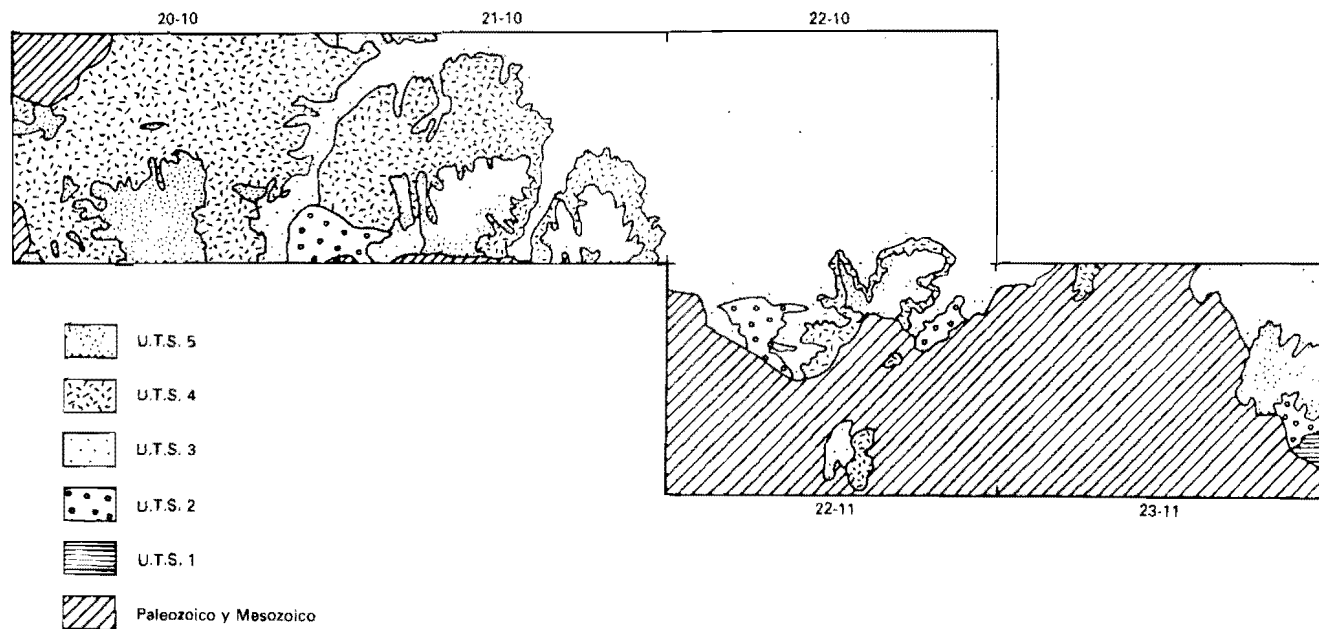 20-10
21-10
22-10
U.T.S. 5
U.T.S. 4
U.T.S. 3
U.T.S. 2
U.T.S. 1
Paleozoico y Mesozoico
22-11
23-11